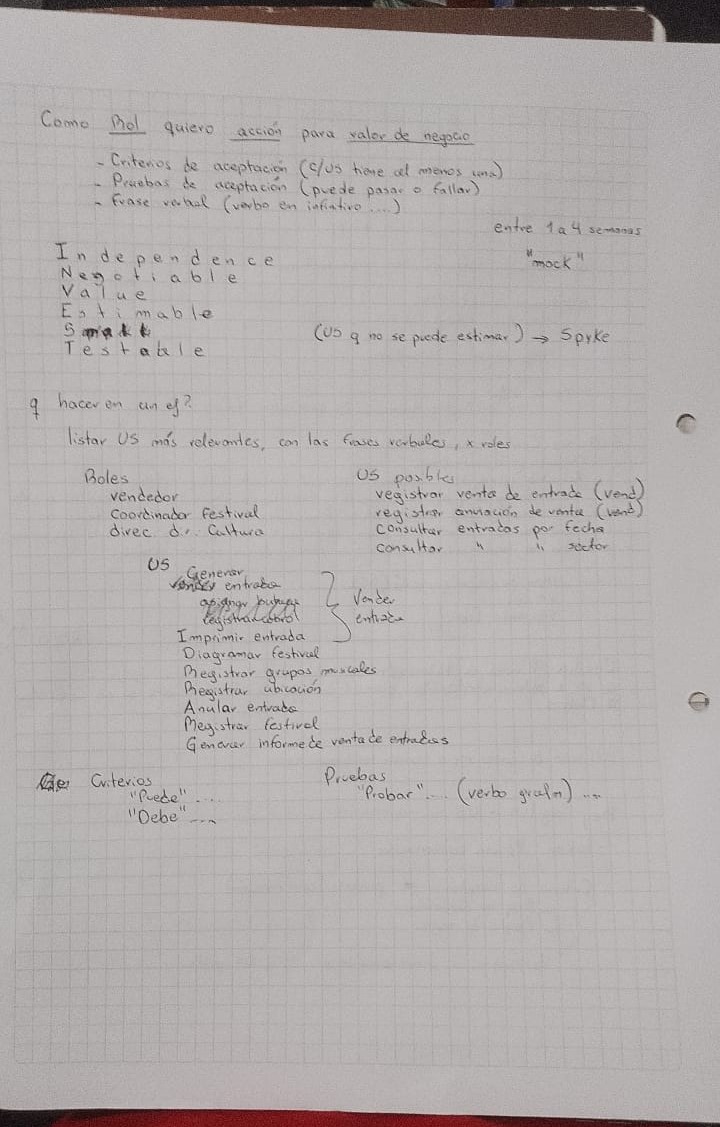 Como Rol quiero acción para valor de negocio
- Criterios de aceptación (c/US tiene al menos una)
- Pruebas de aceptación (puede pasar o fallar)
- Frase verbal (verbo en infinitivo ...)
entre 1 a 4 semanas
Independence
"mock"
Negotiable
Value
Estimable
Small
(US q no se puede estimar) → Spyke
Testable
q hacer en un ej?
listar US más relevantes, con las frases verbales, x roles
Roles
US posibles
vendedor
registrar venta de entrada (vend)
Coordinador Festival
registrar anulación de venta (vend)
direc dir. Cultura
consultar entradas por fecha
consultar " " sector
US
Generar
Vender entrada
asignar butaca
registrar cobro
Imprimir entrada
} Vender entrada
Diagramar festival
Registrar grupos musicales
Registrar ubicación
Anular entrada
Registrar festival
Generar informe de venta de entradas
Criterios
Pruebas
"Puede"...
"Probar"... (verbo gral) ...
"Debe"...